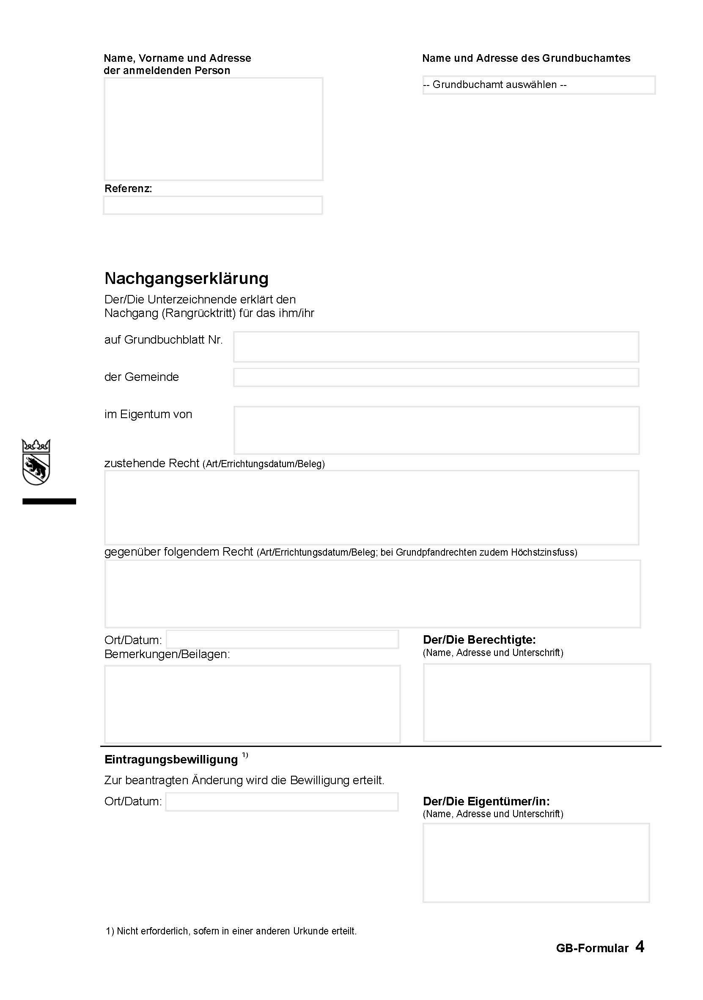 Name, Vorname und Adresse
der anmeldenden Person
Name und Adresse des Grundbuchamtes
-- Grundbuchamt auswählen --
Referenz:
Nachgangserklärung
Der/Die Unterzeichnende erklärt den
Nachgang (Rangrücktritt) für das ihm/ihr
auf Grundbuchblatt Nr.
der Gemeinde
im Eigentum von
zustehende Recht (Art/Errichtungsdatum/Beleg)
gegenüber folgendem Recht (Art/Errichtungsdatum/Beleg; bei Grundpfandrechten zudem Höchstzinsfuss)
Ort/Datum:
Bemerkungen/Beilagen:
Der/Die Berechtigte:
(Name, Adresse und Unterschrift)
Eintragungsbewilligung 1)
Zur beantragten Änderung wird die Bewilligung erteilt.
Ort/Datum:
Der/Die Eigentümer/in:
(Name, Adresse und Unterschrift)
1) Nicht erforderlich, sofern in einer anderen Urkunde erteilt.
GB-Formular 4